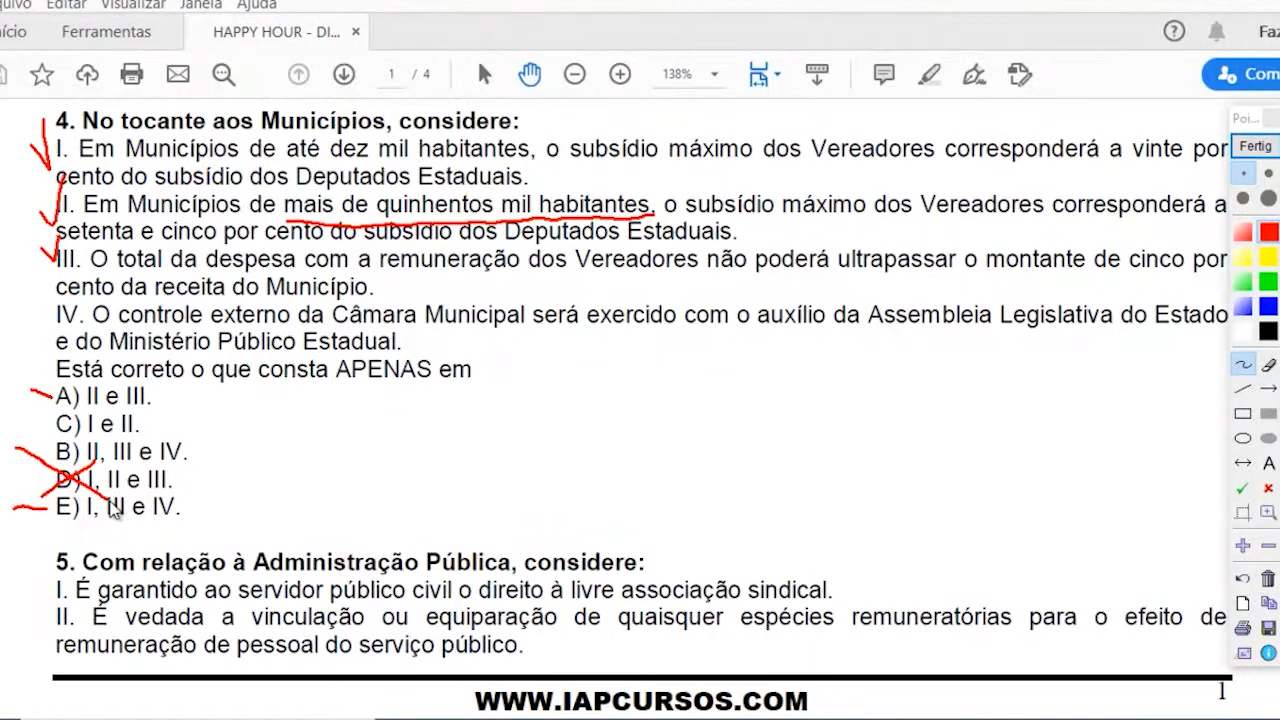 quivo Editar Visualizar Janela Ajuda
nício Ferramentas HAPPY HOUR - DI... × Faz
1 / 4 138% Com
4. No tocante aos Municípios, considere:
I. Em Municípios de até dez mil habitantes, o subsídio máximo dos Vereadores corresponderá a vinte por
cento do subsídio dos Deputados Estaduais.
II. Em Municípios de mais de quinhentos mil habitantes, o subsídio máximo dos Vereadores corresponderá a
setenta e cinco por cento do subsídio dos Deputados Estaduais.
III. O total da despesa com a remuneração dos Vereadores não poderá ultrapassar o montante de cinco por
cento da receita do Município.
IV. O controle externo da Câmara Municipal será exercido com o auxílio da Assembleia Legislativa do Estado
e do Ministério Público Estadual.
Está correto o que consta APENAS em
A) II e III.
C) I e II.
B) II, III e IV.
D) I, II e III.
E) I, III e IV.
5. Com relação à Administração Pública, considere:
I. É garantido ao servidor público civil o direito à livre associação sindical.
II. É vedada a vinculação ou equiparação de quaisquer espécies remuneratórias para o efeito de
remuneração de pessoal do serviço público.
WWW.IAPCURSOS.COM
1
Poi...
Fertig
A